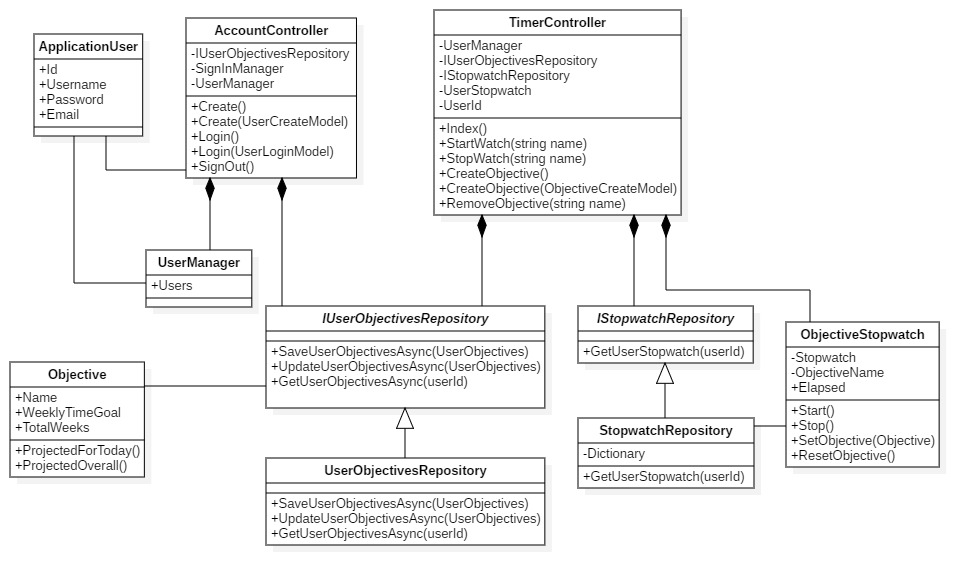 ApplicationUser
+Id
+Username
+Password
+Email
AccountController
-IUserObjectivesRepository
-SignInManager
-UserManager
+Create()
+Create(UserCreateModel)
+Login()
+Login(UserLoginModel)
+SignOut()
TimerController
-UserManager
-IUserObjectivesRepository
-IStopwatchRepository
-UserStopwatch
-UserId
+Index()
+StartWatch(string name)
+StopWatch(string name)
+CreateObjective()
+CreateObjective(ObjectiveCreateModel)
+RemoveObjective(string name)
UserManager
+Users
IUserObjectivesRepository
+SaveUserObjectivesAsync(UserObjectives)
+UpdateUserObjectivesAsync(UserObjectives)
+GetUserObjectivesAsync(userId)
IStopwatchRepository
+GetUserStopwatch(userId)
ObjectiveStopwatch
-Stopwatch
-ObjectiveName
+Elapsed
+Start()
+Stop()
+SetObjective(Objective)
+ResetObjective()
Objective
+Name
+WeeklyTimeGoal
+TotalWeeks
+ProjectedForToday()
+ProjectedOverall()
UserObjectivesRepository
+SaveUserObjectivesAsync(UserObjectives)
+UpdateUserObjectivesAsync(UserObjectives)
+GetUserObjectivesAsync(userId)
StopwatchRepository
-Dictionary
+GetUserStopwatch(userId)